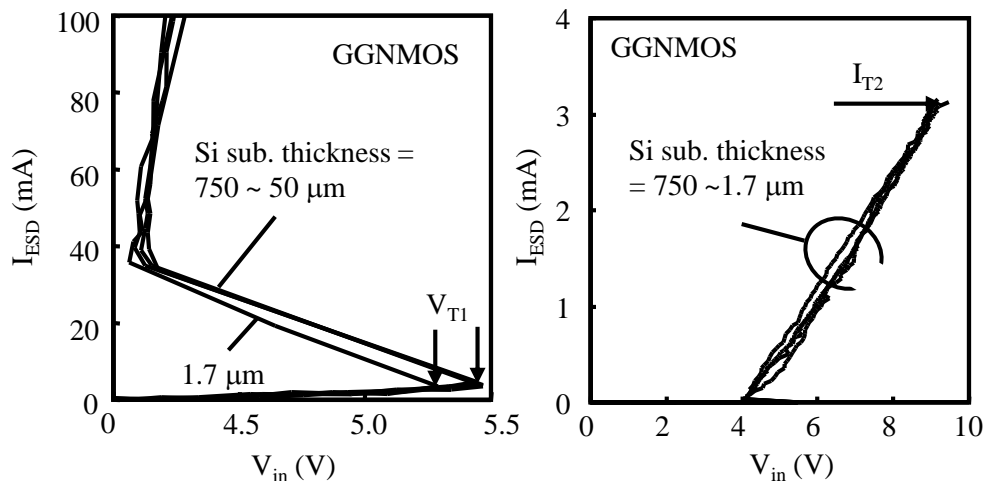 100
80
60
40
20
0
I_ESD (mA)
GGNMOS
Si sub. thickness =
750 ~ 50 μm
V_T1
1.7 μm
0 4.5 5.0 5.5
V_in (V)
4
3
2
1
0
I_ESD (mA)
GGNMOS
I_T2
Si sub. thickness
= 750 ~1.7 μm
0 2 4 6 8 10
V_in (V)